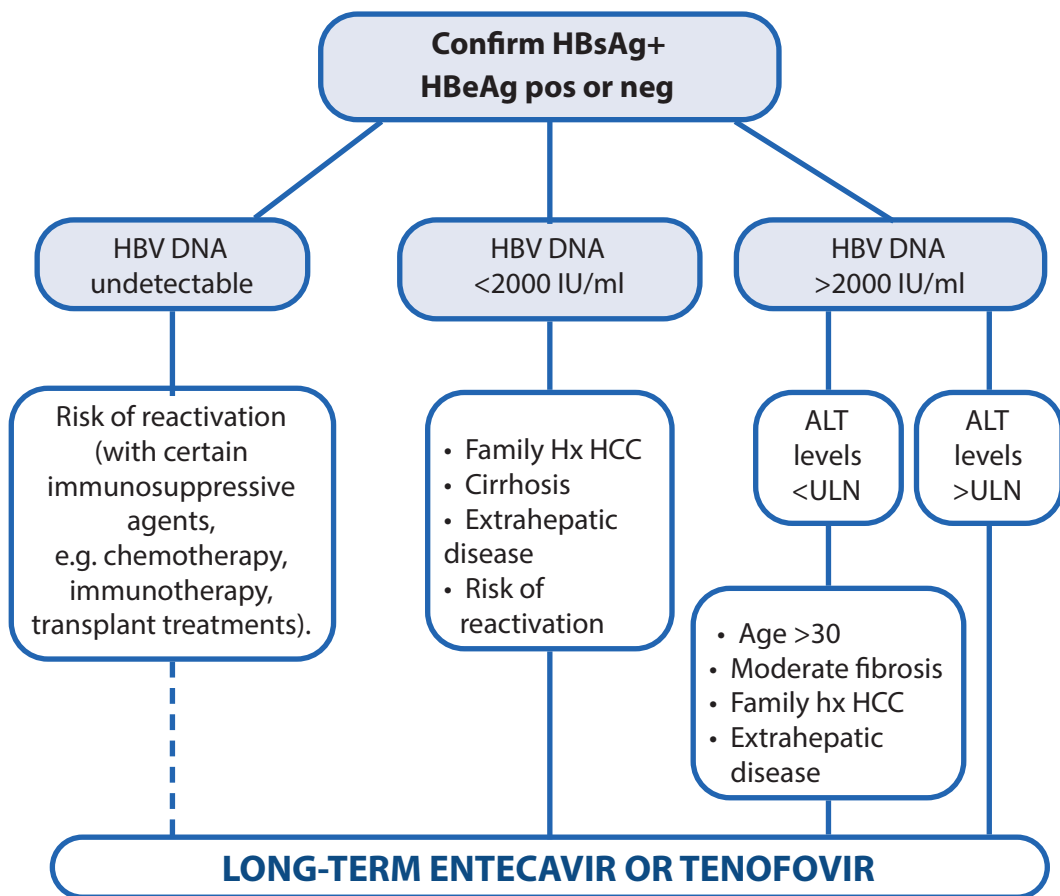 Confirm HBsAg+
HBeAg pos or neg
HBV DNA
undetectable
HBV DNA
<2000 IU/ml
HBV DNA
>2000 IU/ml
Risk of reactivation
(with certain
immunosuppressive
agents,
e.g. chemotherapy,
immunotherapy,
transplant treatments).
• Family Hx HCC
• Cirrhosis
• Extrahepatic
disease
• Risk of
reactivation
ALT
levels
<ULN
ALT
levels
>ULN
• Age >30
• Moderate fibrosis
• Family hx HCC
• Extrahepatic
disease
LONG-TERM ENTECAVIR OR TENOFOVIR